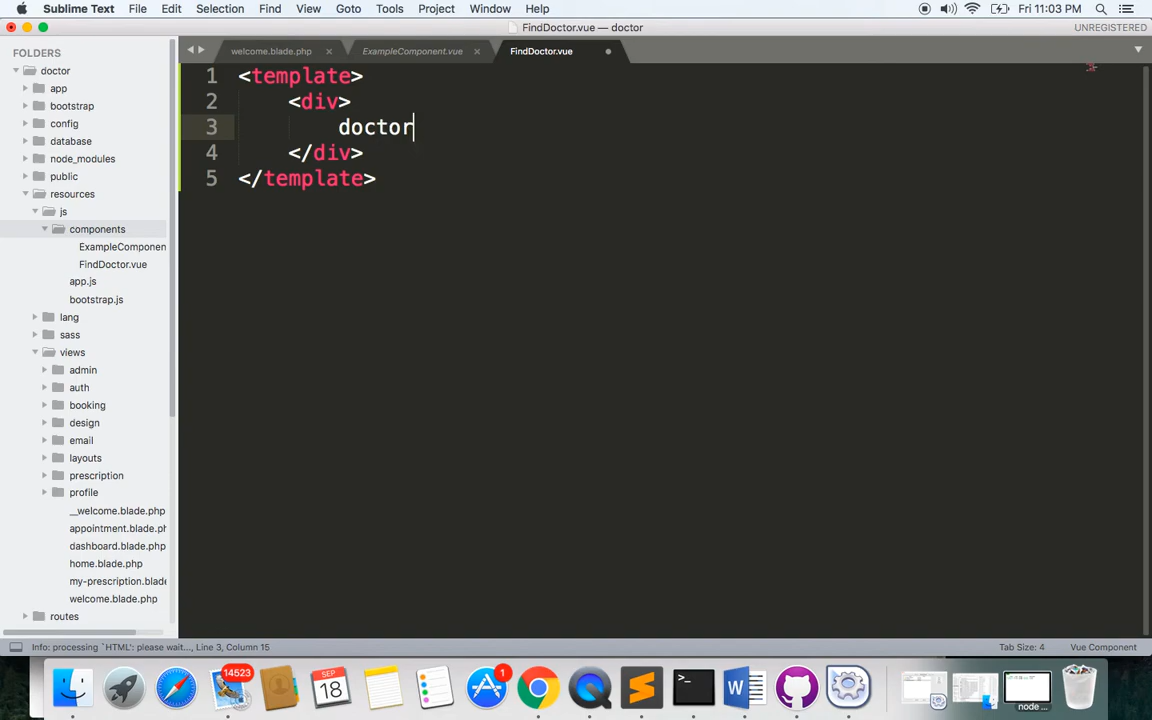 Sublime Text File Edit Selection Find View Goto Tools Project Window Help Fri 11:03 PM
FindDoctor.vue — doctor UNREGISTERED
FOLDERS
doctor
app
bootstrap
config
database
node_modules
public
resources
js
components
ExampleComponen
FindDoctor.vue
app.js
bootstrap.js
lang
sass
views
admin
auth
booking
design
email
layouts
prescription
profile
__welcome.blade.php
appointment.blade.ph
dashboard.blade.php
home.blade.php
my-prescription.blade
welcome.blade.php
routes
welcome.blade.php ExampleComponent.vue FindDoctor.vue
1 <template>
2 <div>
3 doctor
4 </div>
5 </template>
Info: processing `HTML': please wait..., Line 3, Column 15 Tab Size: 4 Vue Component
14523
SEP
18
1
>_
W
node ...